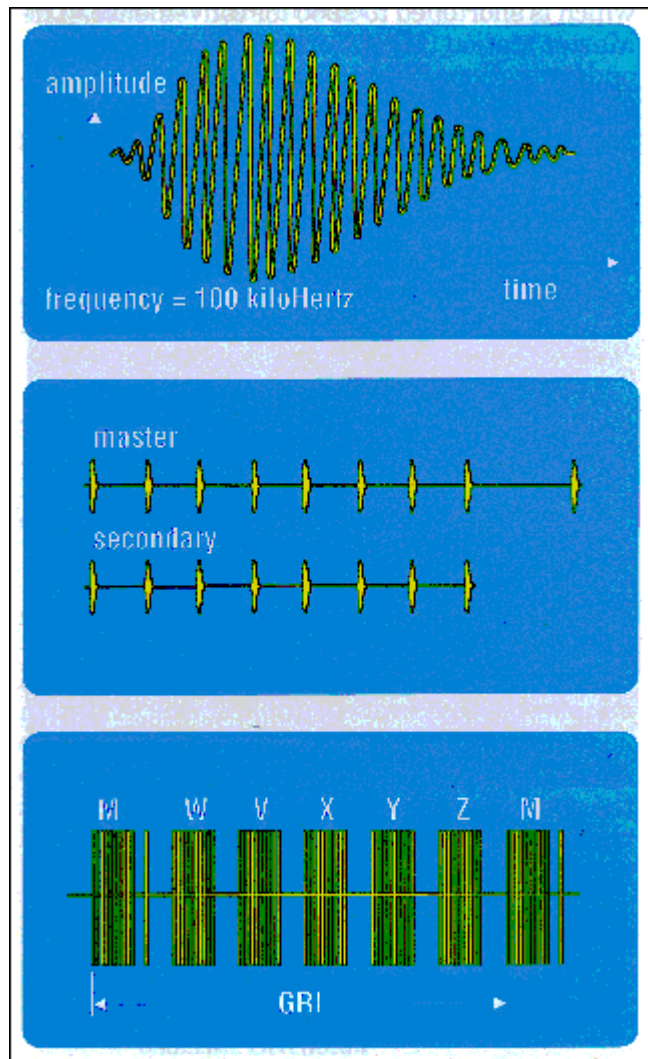 amplitude
frequency = 100 kiloHertz
time
master
secondary
M W V X Y Z M
GRI